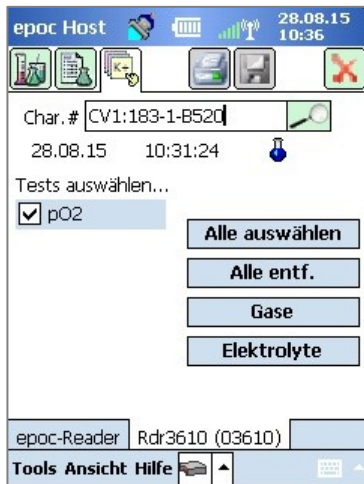 epoc Host 28.08.15
10:36
K+
Char. # CV1:183-1-B520
28.08.15 10:31:24
Tests auswählen...
pO2
Alle auswählen
Alle entf.
Gase
Elektrolyte
epoc-Reader Rdr3610 (03610)
Tools Ansicht Hilfe